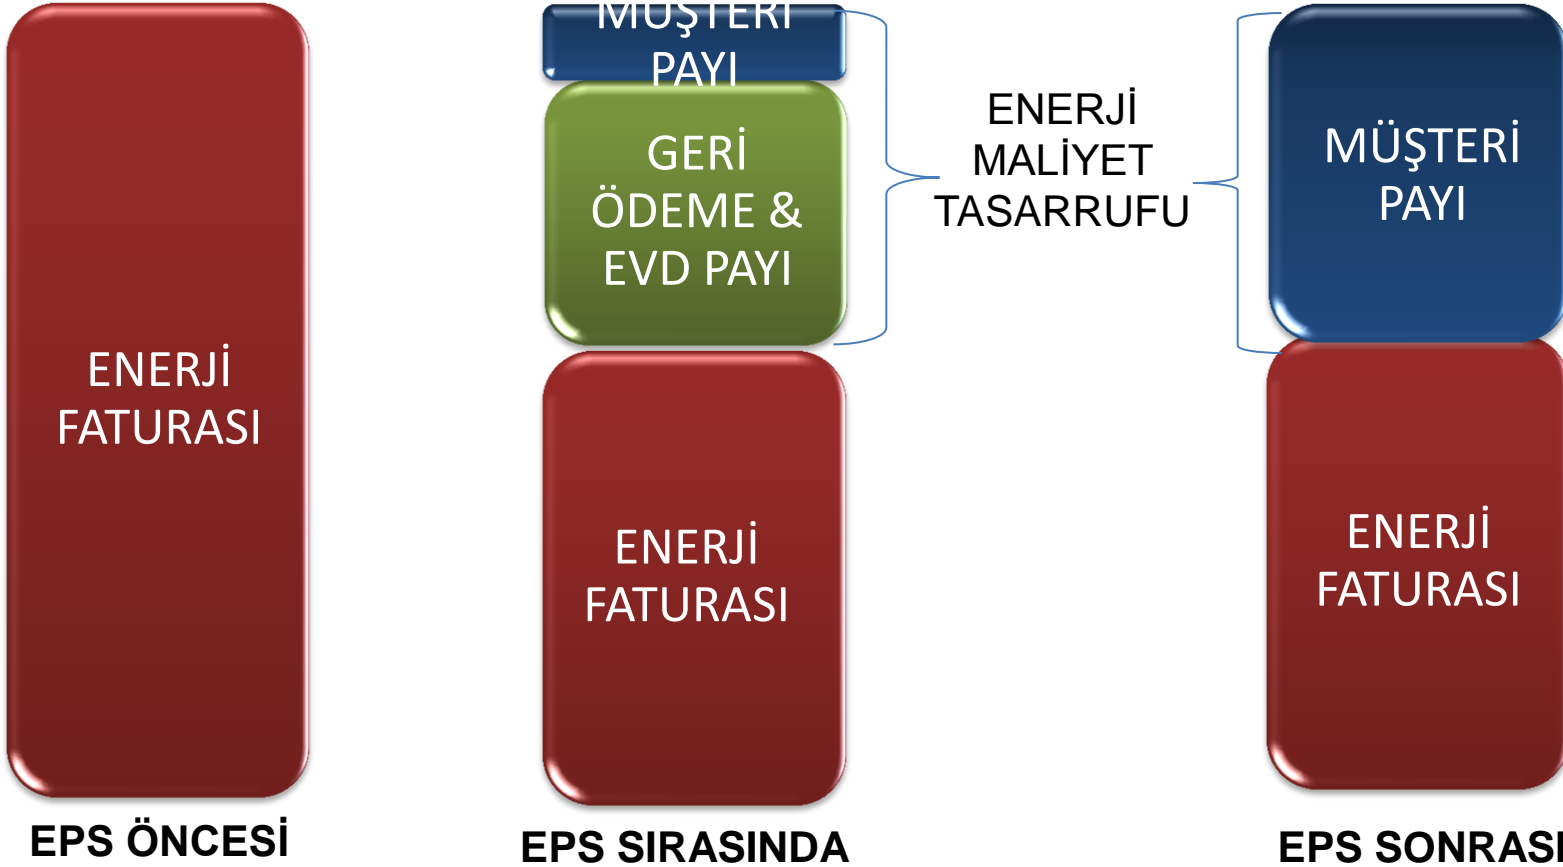 ENERJİ
FATURASI
EPS ÖNCESİ
MÜŞTERİ
PAYI
GERİ
ÖDEME &
EVD PAYI
ENERJİ
FATURASI
EPS SIRASINDA
ENERJİ
MALİYET
TASARRUFU
MÜŞTERİ
PAYI
ENERJİ
FATURASI
EPS SONRASI